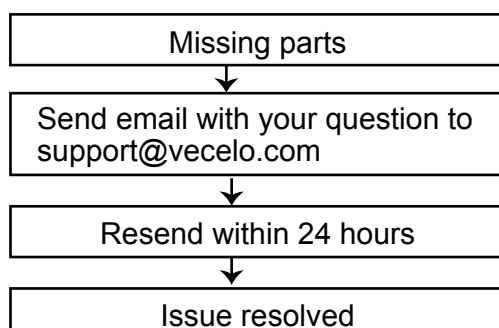 Missing parts
Send email with your question to
support@vecelo.com
Resend within 24 hours
Issue resolved